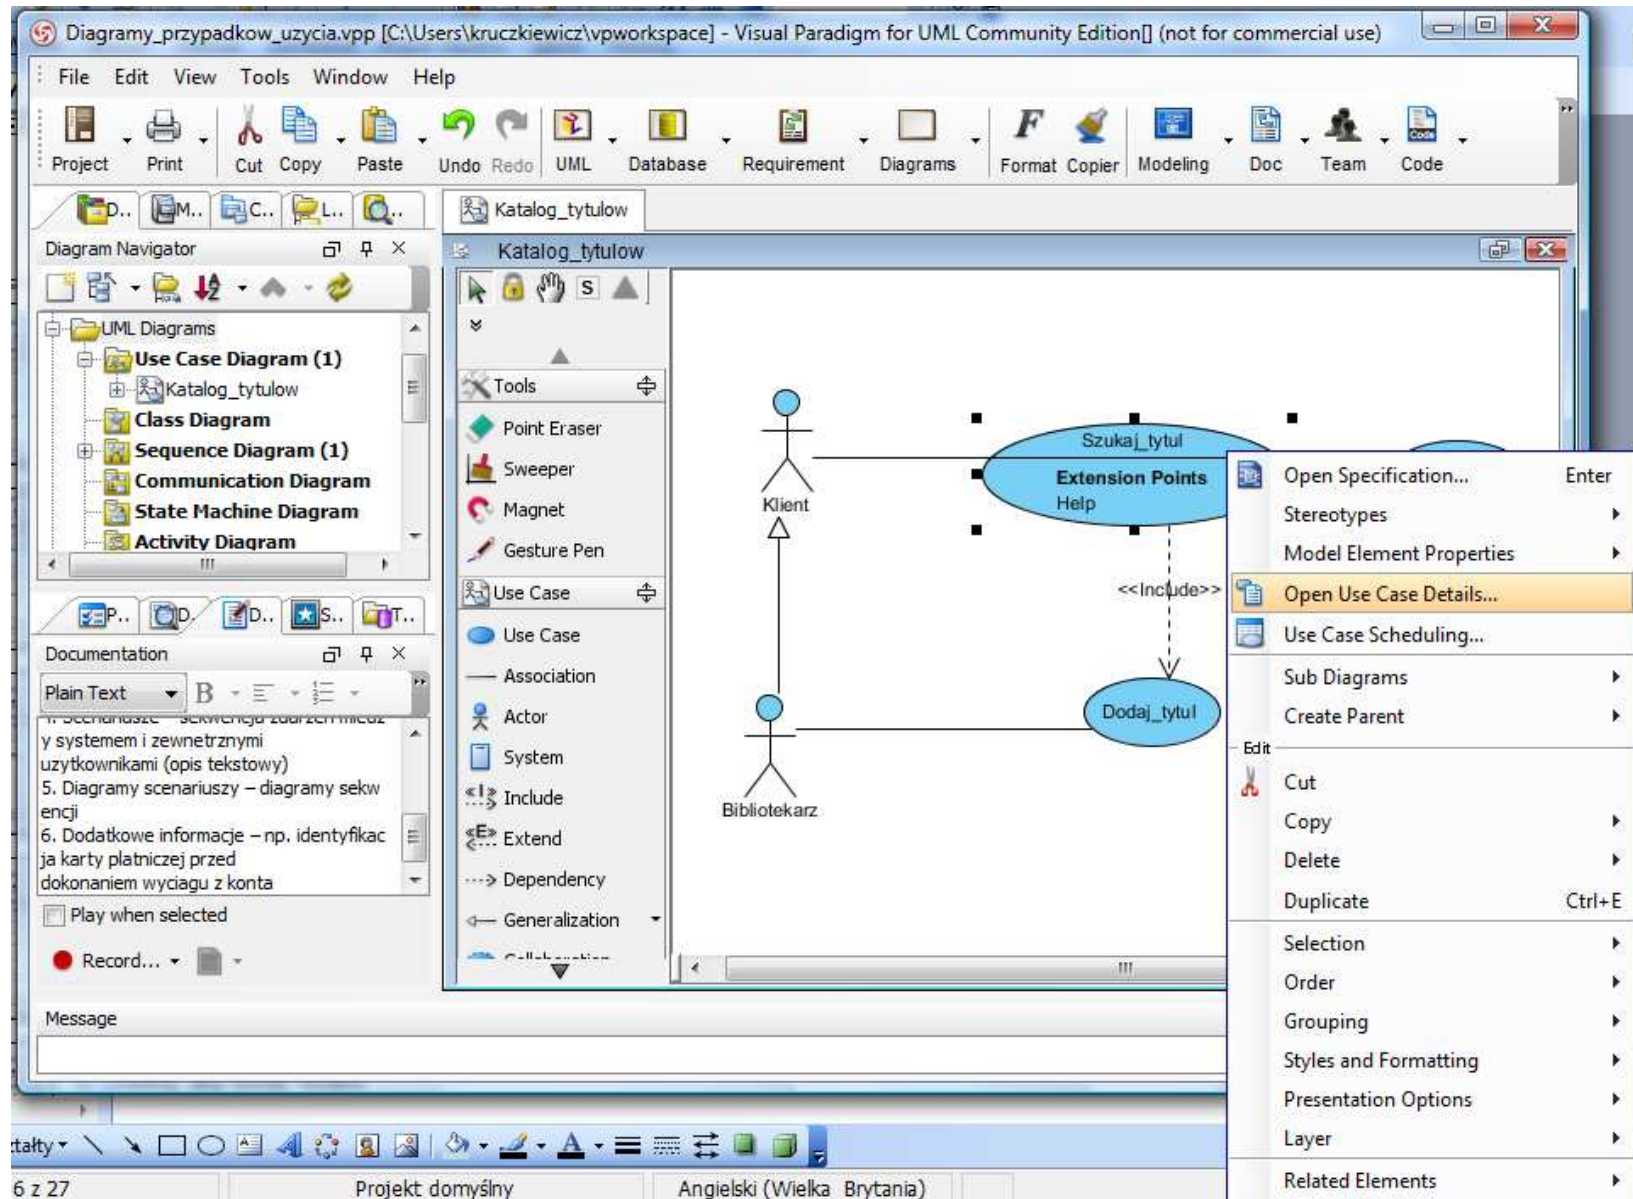 Diagramy_przypadkow_uzycia.vpp [C:\Users\kruczkiewicz\vpworkspace] - Visual Paradigm for UML Community Edition[] (not for commercial use)
File Edit View Tools Window Help
Project Print Cut Copy Paste Undo Redo UML Database Requirement Diagrams Format Copier Modeling Doc Team Code
D.. M.. C.. L..
Katalog_tytulow
Diagram Navigator
Katalog_tytulow
S
UML Diagrams
Use Case Diagram (1)
Katalog_tytulow
Class Diagram
Sequence Diagram (1)
Communication Diagram
State Machine Diagram
Activity Diagram
P.. D. D.. S.. T..
Documentation
Plain Text B
4. Scenariusze – sekwencja zdarzen miedz
y systemem i zewnetrznymi
uzytkownikami (opis tekstowy)
5. Diagramy scenariuszy – diagramy sekw
encji
6. Dodatkowe informacje – np. identyfikac
ja karty platniczej przed
dokonaniem wyciagu z konta
Play when selected
Record...
Tools
Point Eraser
Sweeper
Magnet
Gesture Pen
Use Case
Use Case
Association
Actor
System
Include
Extend
Dependency
Generalization
Collaboration
Klient
Szukaj_tytul
Extension Points
Help
<<Include>>
Dodaj_tytul
Bibliotekarz
Open Specification... Enter
Stereotypes
Model Element Properties
Open Use Case Details...
Use Case Scheduling...
Sub Diagrams
Create Parent
Edit
Cut
Copy
Delete
Duplicate Ctrl+E
Selection
Order
Grouping
Styles and Formatting
Presentation Options
Layer
Related Elements
Message
ztałty
6 z 27 Projekt domyślny Angielski (Wielka Brytania)